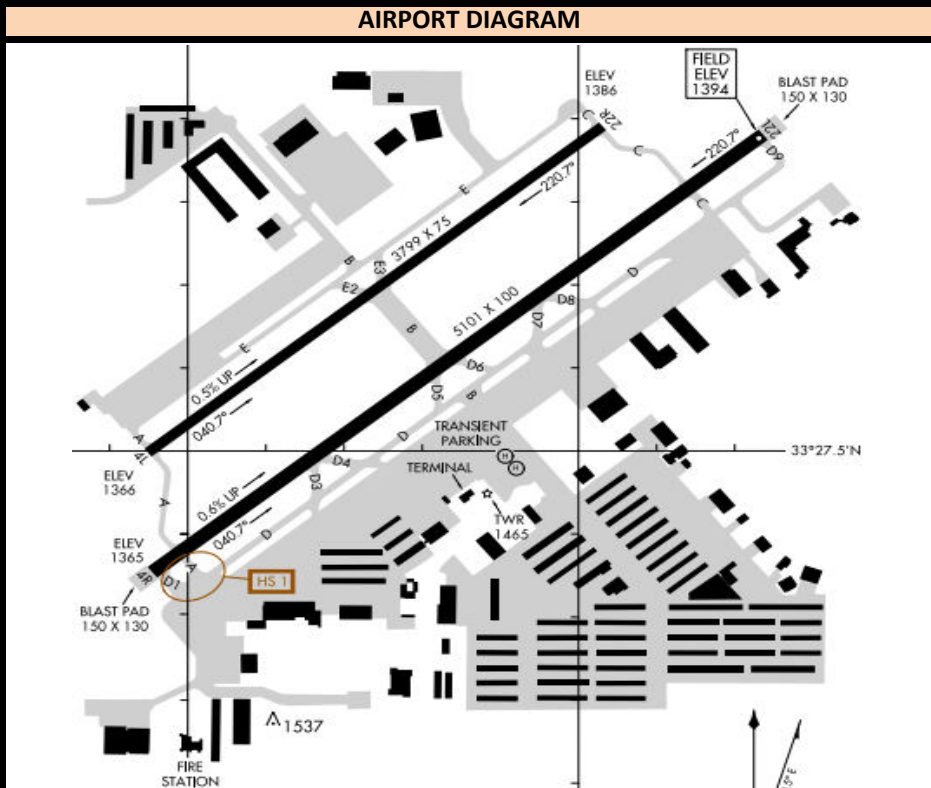 AIRPORT DIAGRAM
FIELD
ELEV
1394
ELEV
1386
BLAST PAD
150 X 130
C
22R
22L
D9
220.7°
220.7°
C
C
E
3799 X 75
B
E3
E2
B
D
D8
D7
5101 X 100
D6
B
D5
E
0.5% UP
040.7°
A
4L
TRANSIENT
PARKING
H
H
D
D4
D3
TERMINAL
33°27.5'N
ELEV
1366
A
0.6% UP
040.7°
D
TWR
1465
ELEV
1365
A
4R
D1
HS 1
BLAST PAD
150 X 130
1537
FIRE
STATION